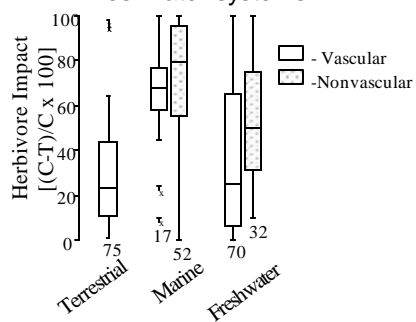 100
80
60
40
20
0
Herbivore Impact
[((C-T)/C x 100]
- Vascular
-Nonvascular
75
17
52
70
32
Terrestrial
Marine
Freshwater